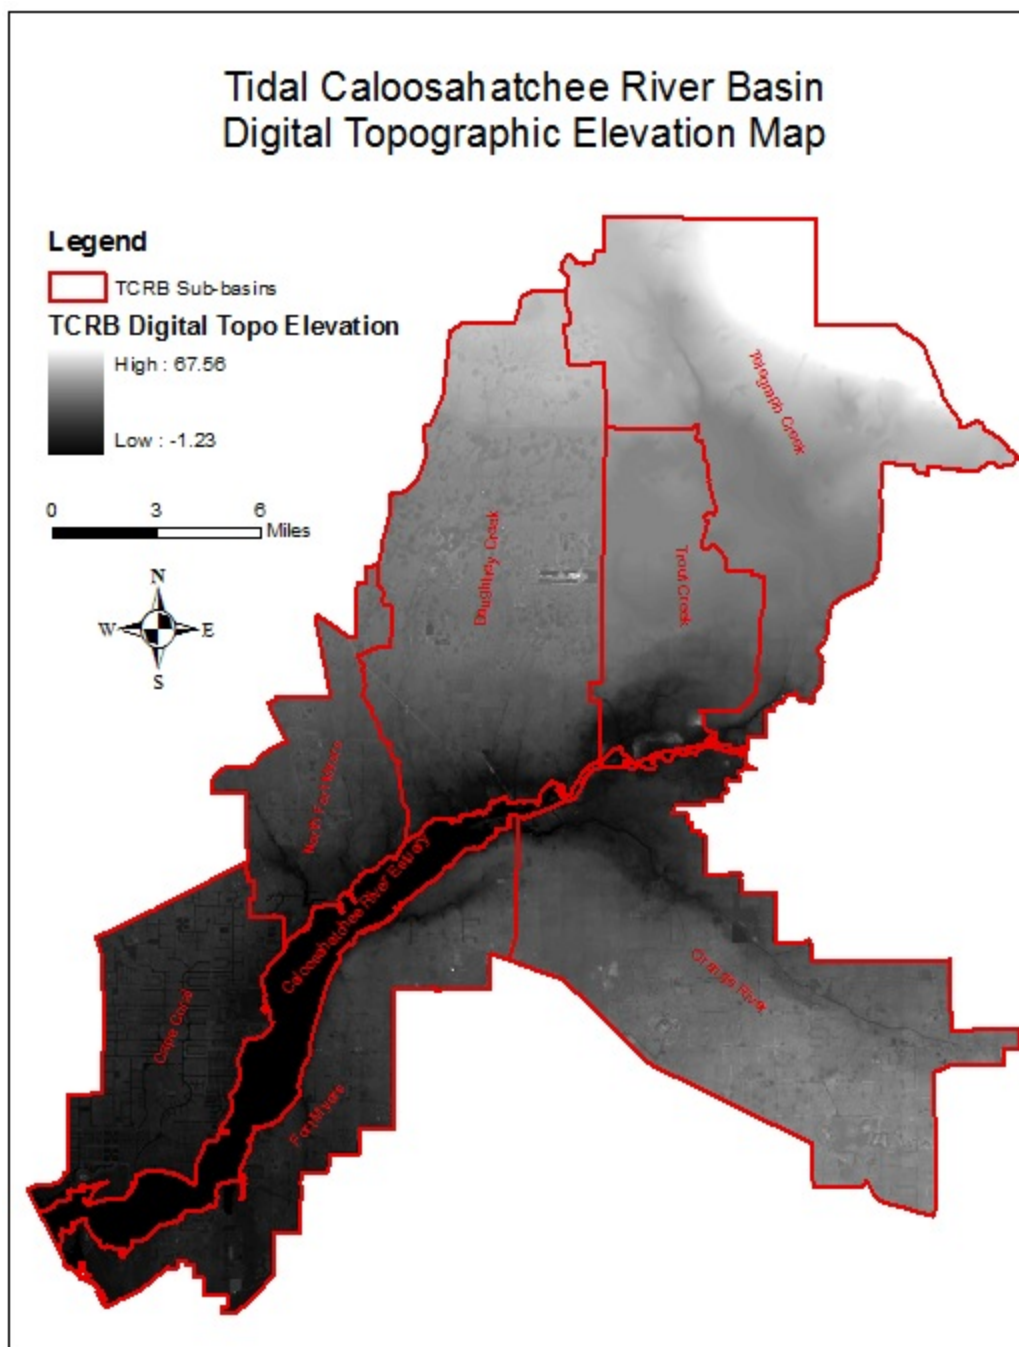 Tidal Caloosahatchee River Basin
Digital Topographic Elevation Map
Legend
TCRB Sub-basins
TCRB Digital Topo Elevation
High : 67.56
Low : -1.23
0 3 6
Miles
N
W E
S
Telegraph Creek
Daughtrey Creek
Trout Creek
North Fort Myers
Caloosahatchee River Estuary
Orange River
Cape Coral
Fort Myers